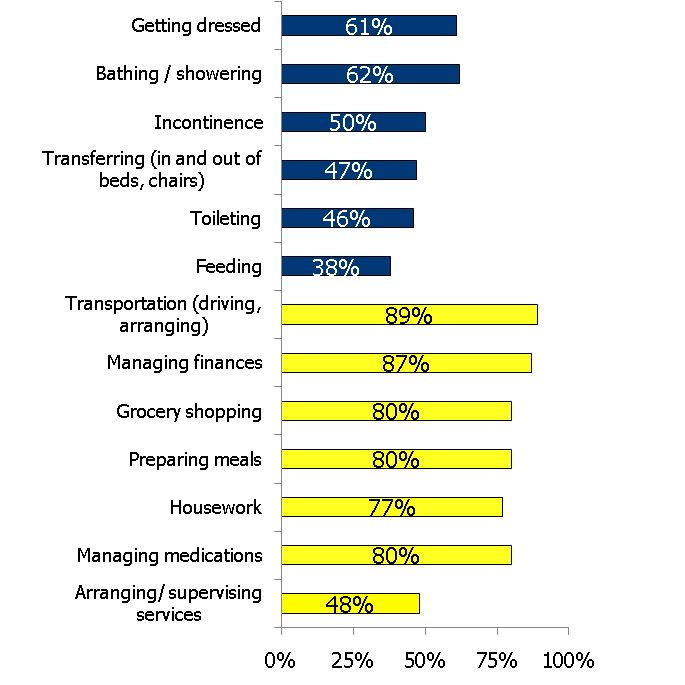 Getting dressed 61%
Bathing / showering 62%
Incontinence 50%
Transferring (in and out of
beds, chairs) 47%
Toileting 46%
Feeding 38%
Transportation (driving,
arranging) 89%
Managing finances 87%
Grocery shopping 80%
Preparing meals 80%
Housework 77%
Managing medications 80%
Arranging/ supervising
services 48%
0% 25% 50% 75% 100%